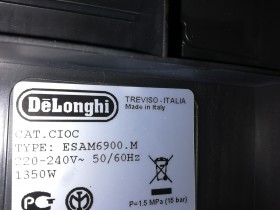 DeLonghi
TREVISO - ITALIA
Made in Italy
CAT.CIOC
TYPE: ESAM6900.M
220-240V~ 50/60Hz
1350W
P=1.5 MPa (15 bar)